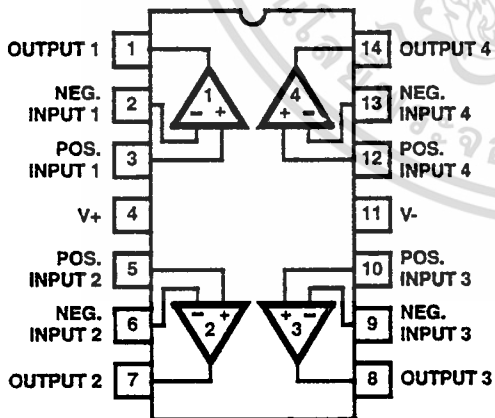 OUTPUT 1 1
NEG. INPUT 1 2
POS. INPUT 1 3
V+ 4
POS. INPUT 2 5
NEG. INPUT 2 6
OUTPUT 2 7
1
- +
4
+ -
- +
2
+ -
3
14 OUTPUT 4
13 NEG. INPUT 4
12 POS. INPUT 4
11 V-
10 POS. INPUT 3
9 NEG. INPUT 3
8 OUTPUT 3